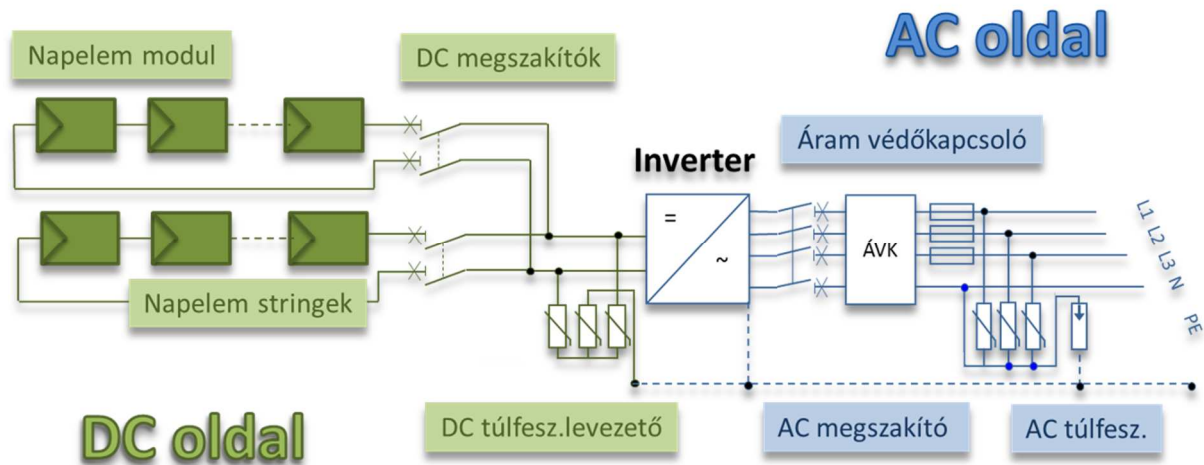 AC oldal
Napelem modul
DC megszakítók
Áram védőkapcsoló
Inverter
=
~
ÁVK
L1
L2
L3
N
PE
Napelem stringek
DC oldal
DC túlfesz.levezető
AC megszakító
AC túlfesz.